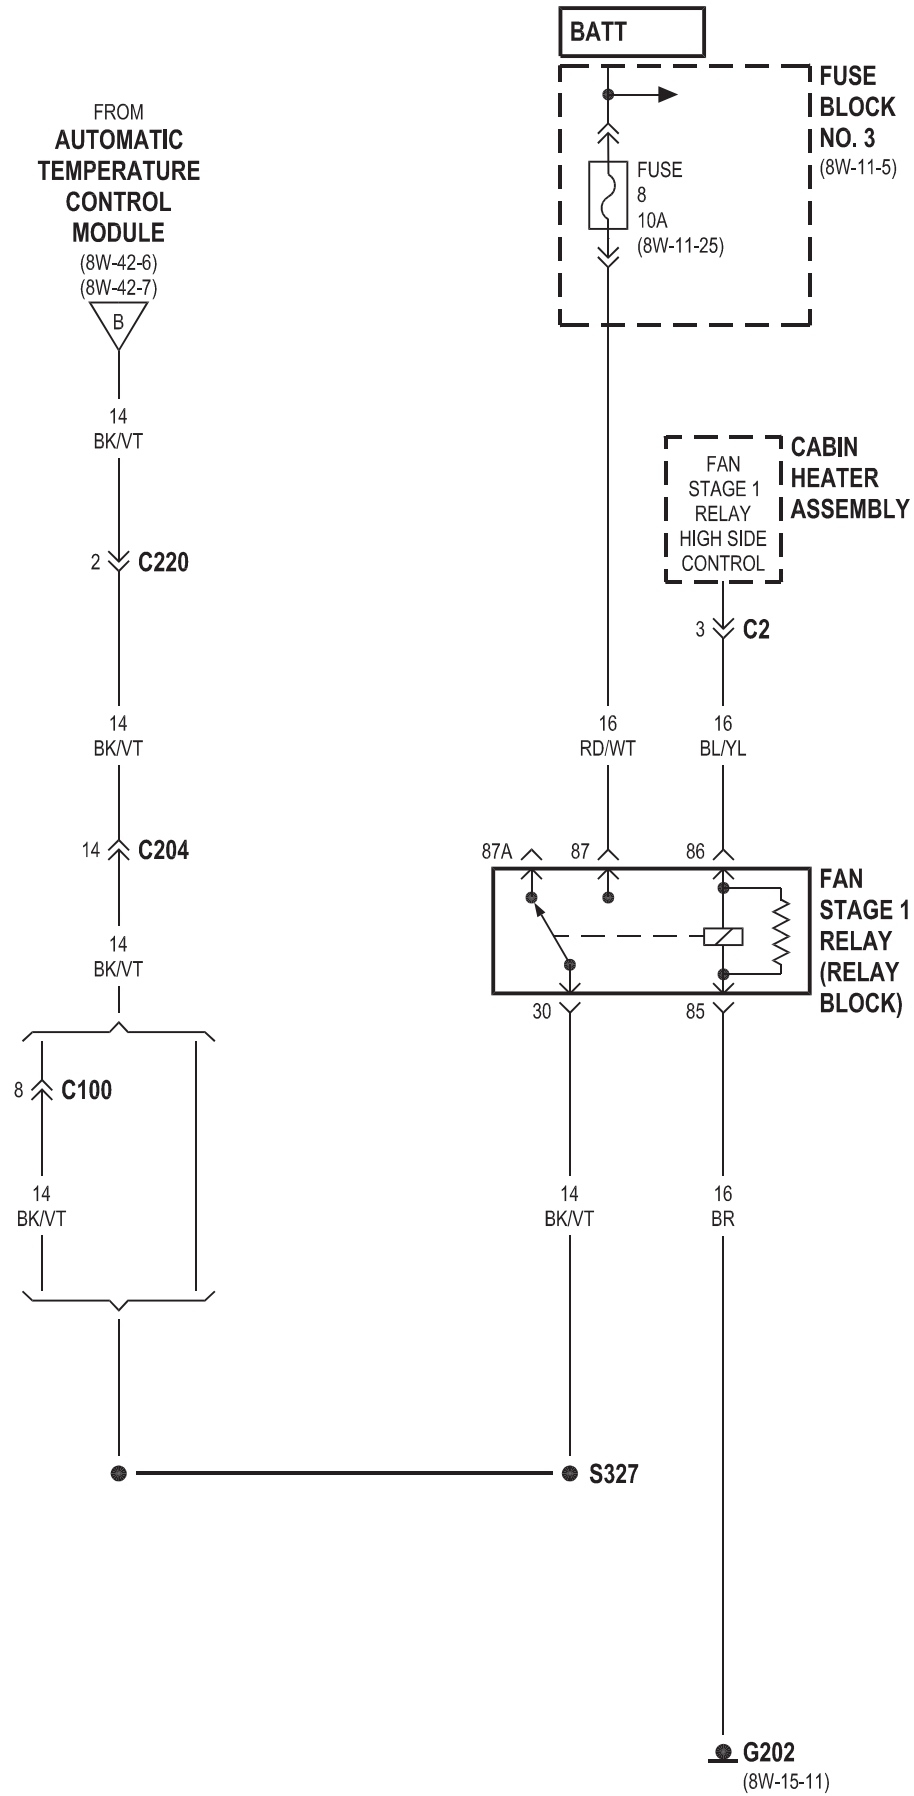 BATT
FUSE
BLOCK
NO. 3
(8W-11-5)
FUSE
8
10A
(8W-11-25)
FROM
AUTOMATIC
TEMPERATURE
CONTROL
MODULE
(8W-42-6)
(8W-42-7)
B
14
BK/VT
CABIN
HEATER
ASSEMBLY
FAN
STAGE 1
RELAY
HIGH SIDE
CONTROL
2 C220
3 C2
14
BK/VT
16
RD/WT
16
BL/YL
14 C204
87A
87
86
FAN
STAGE 1
RELAY
(RELAY
BLOCK)
14
BK/VT
30
85
8 C100
14
BK/VT
14
BK/VT
16
BR
S327
G202
(8W-15-11)